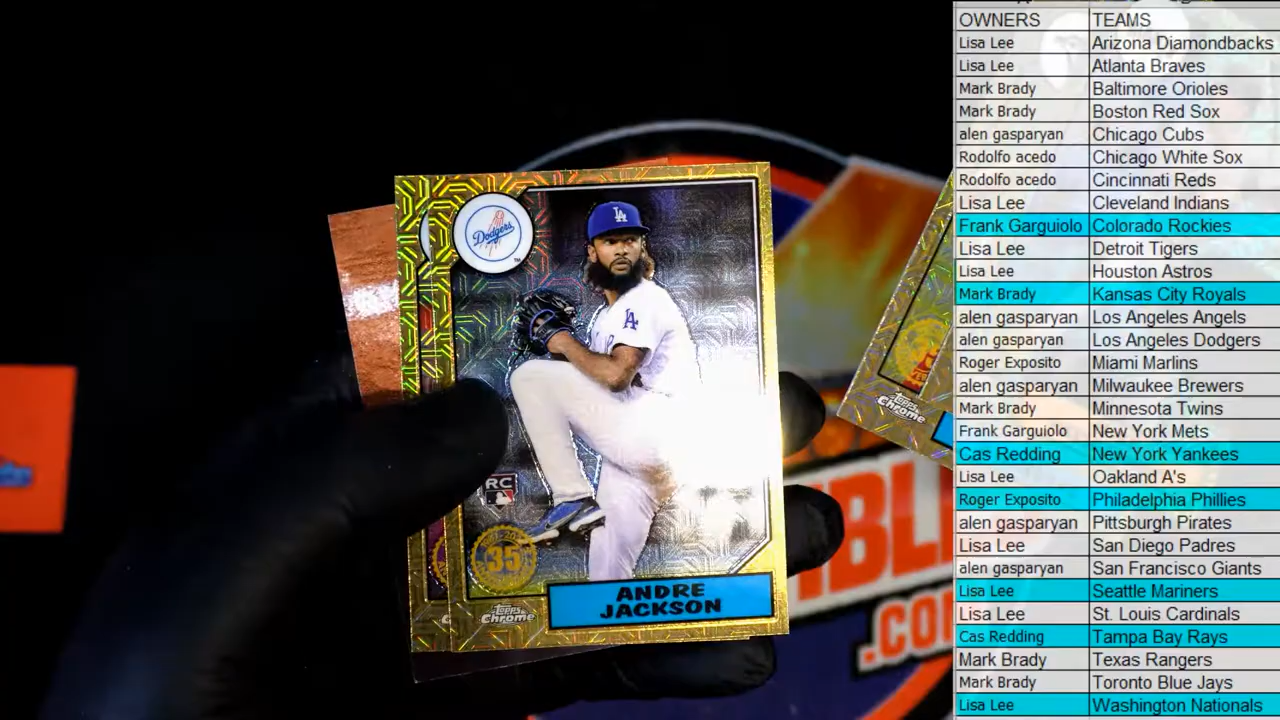 OWNERS TEAMS
Lisa Lee Arizona Diamondbacks
Lisa Lee Atlanta Braves
Mark Brady Baltimore Orioles
Mark Brady Boston Red Sox
alen gasparyan Chicago Cubs
Rodolfo acedo Chicago White Sox
Rodolfo acedo Cincinnati Reds
Lisa Lee Cleveland Indians
Frank Garguiolo Colorado Rockies
Lisa Lee Detroit Tigers
Lisa Lee Houston Astros
Mark Brady Kansas City Royals
alen gasparyan Los Angeles Angels
alen gasparyan Los Angeles Dodgers
Roger Exposito Miami Marlins
alen gasparyan Milwaukee Brewers
Mark Brady Minnesota Twins
Frank Garguiolo New York Mets
Cas Redding New York Yankees
Lisa Lee Oakland A's
Roger Exposito Philadelphia Phillies
alen gasparyan Pittsburgh Pirates
Lisa Lee San Diego Padres
alen gasparyan San Francisco Giants
Lisa Lee Seattle Mariners
Lisa Lee St. Louis Cardinals
Cas Redding Tampa Bay Rays
Mark Brady Texas Rangers
Mark Brady Toronto Blue Jays
Lisa Lee Washington Nationals
Dodgers
TM
LA
LA
RC
35
Topps
Chrome
ANDRE
JACKSON
Topps
Chrome